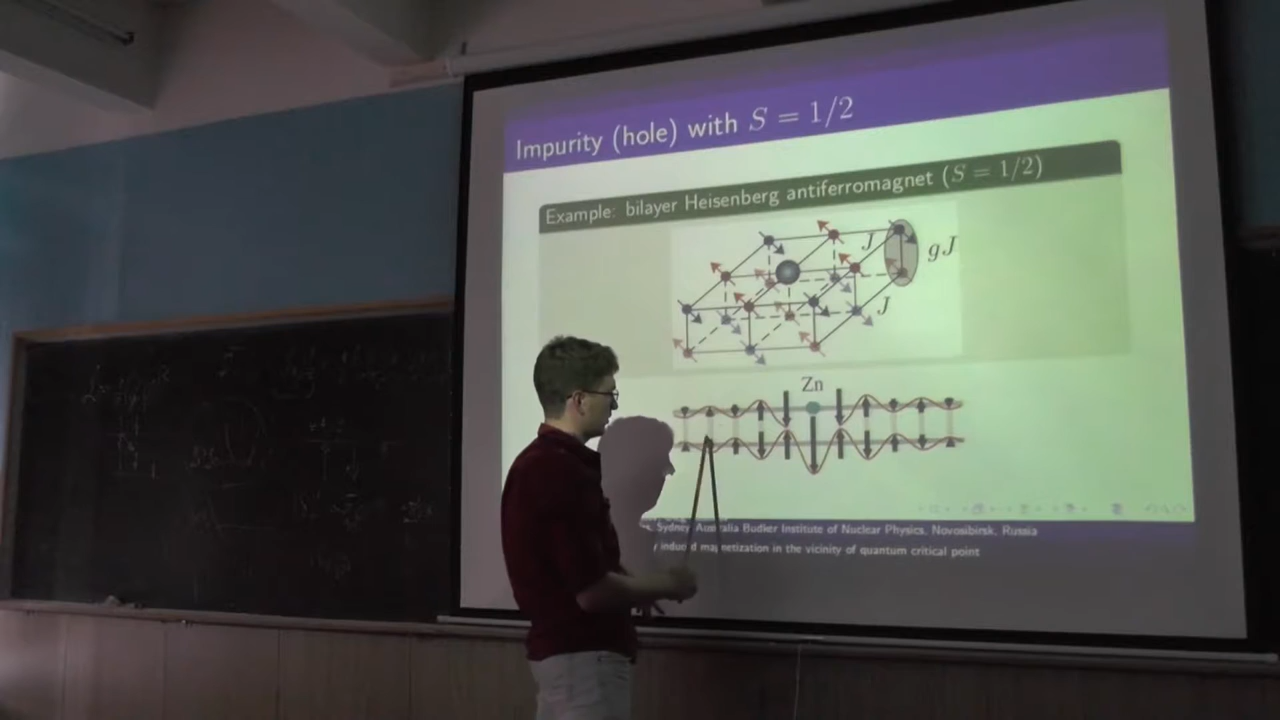 Impurity (hole) with S = 1/2
Example: bilayer Heisenberg antiferromagnet (S = 1/2)
J
gJ
J
Zn
Sydney, Australia Budker Institute of Nuclear Physics, Novosibirsk, Russia
induced magnetization in the vicinity of quantum critical point